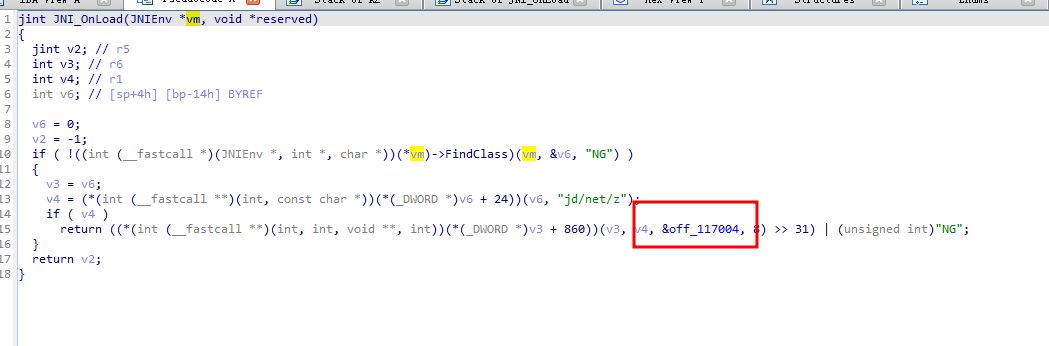 IDA View-A Pseudocode-A Stack of RZ Stack of JNI_OnLoad Hex View-1 Structures Enums
1 jint JNI_OnLoad(JNIEnv *vm, void *reserved)
2 {
3 jint v2; // r5
4 int v3; // r6
5 int v4; // r1
6 int v6; // [sp+4h] [bp-14h] BYREF
7
8 v6 = 0;
9 v2 = -1;
10 if ( !((int (__fastcall *)(JNIEnv *, int *, char *))(*vm)->FindClass)(vm, &v6, "NG") )
11 {
12 v3 = v6;
13 v4 = (*(int (__fastcall **)(int, const char *))(*(_DWORD *)v6 + 24))(v6, "jd/net/z");
14 if ( v4 )
15 return ((*(int (__fastcall **)(int, int, void **, int))(*(_DWORD *)v3 + 860))(v3, v4, &off_117004, 8) >> 31) | (unsigned int)"NG";
16 }
17 return v2;
18 }